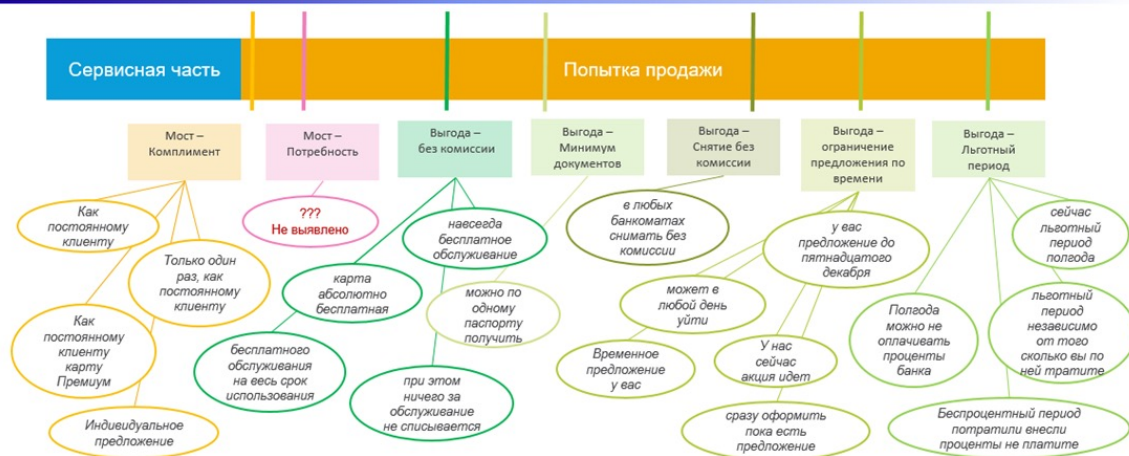 Сервисная часть
Попытка продажи
Мост –
Комплимент
Мост –
Потребность
Выгода –
без комиссии
Выгода –
Минимум
документов
Выгода –
Снятие без
комиссии
Выгода –
ограничение
предложения по
времени
Выгода –
Льготный
период
Как
постоянному
клиенту
Только один
раз, как
постоянному
клиенту
Как
постоянному
клиенту
карту
Премиум
Индивидуальное
предложение
???
Не выявлено
навсегда
бесплатное
обслуживание
карта
абсолютно
бесплатная
бесплатного
обслуживания
на весь срок
использования
при этом
ничего за
обслуживание
не списывается
можно по
одному
паспорту
получить
в любых
банкоматах
снимать без
комиссии
у вас
предложение до
пятнадцатого
декабря
может в
любой день
уйти
Временное
предложение
у вас
У нас
сейчас
акция идет
сразу оформить
пока есть
предложение
сейчас
льготный
период
полгода
Полгода
можно не
оплачивать
проценты
банка
льготный
период
независимо
от того
сколько вы по
ней тратите
Беспроцентный период
потратили внесли
проценты не платите